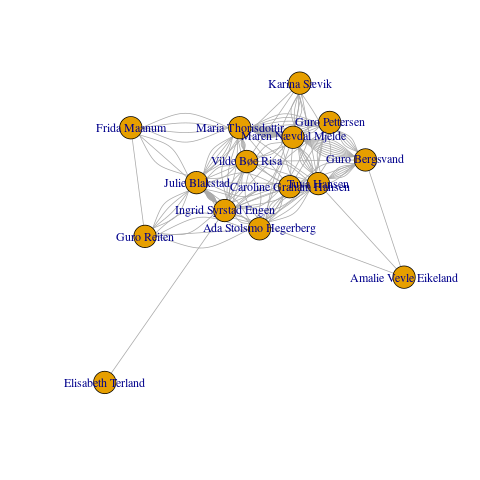 Karina Sævik
Guro Pettersen
Frida Maanum
Maria Thorisdottir
Maren Nævdal Mjelde
Guro Bergsvand
Vilde Bøe Risa
Julie Blakstad
Caroline Graham Hansen
Tuva Hansen
Ingrid Syrstad Engen
Ada Stolsmo Hegerberg
Guro Reiten
Amalie Vevle Eikeland
Elisabeth Terland